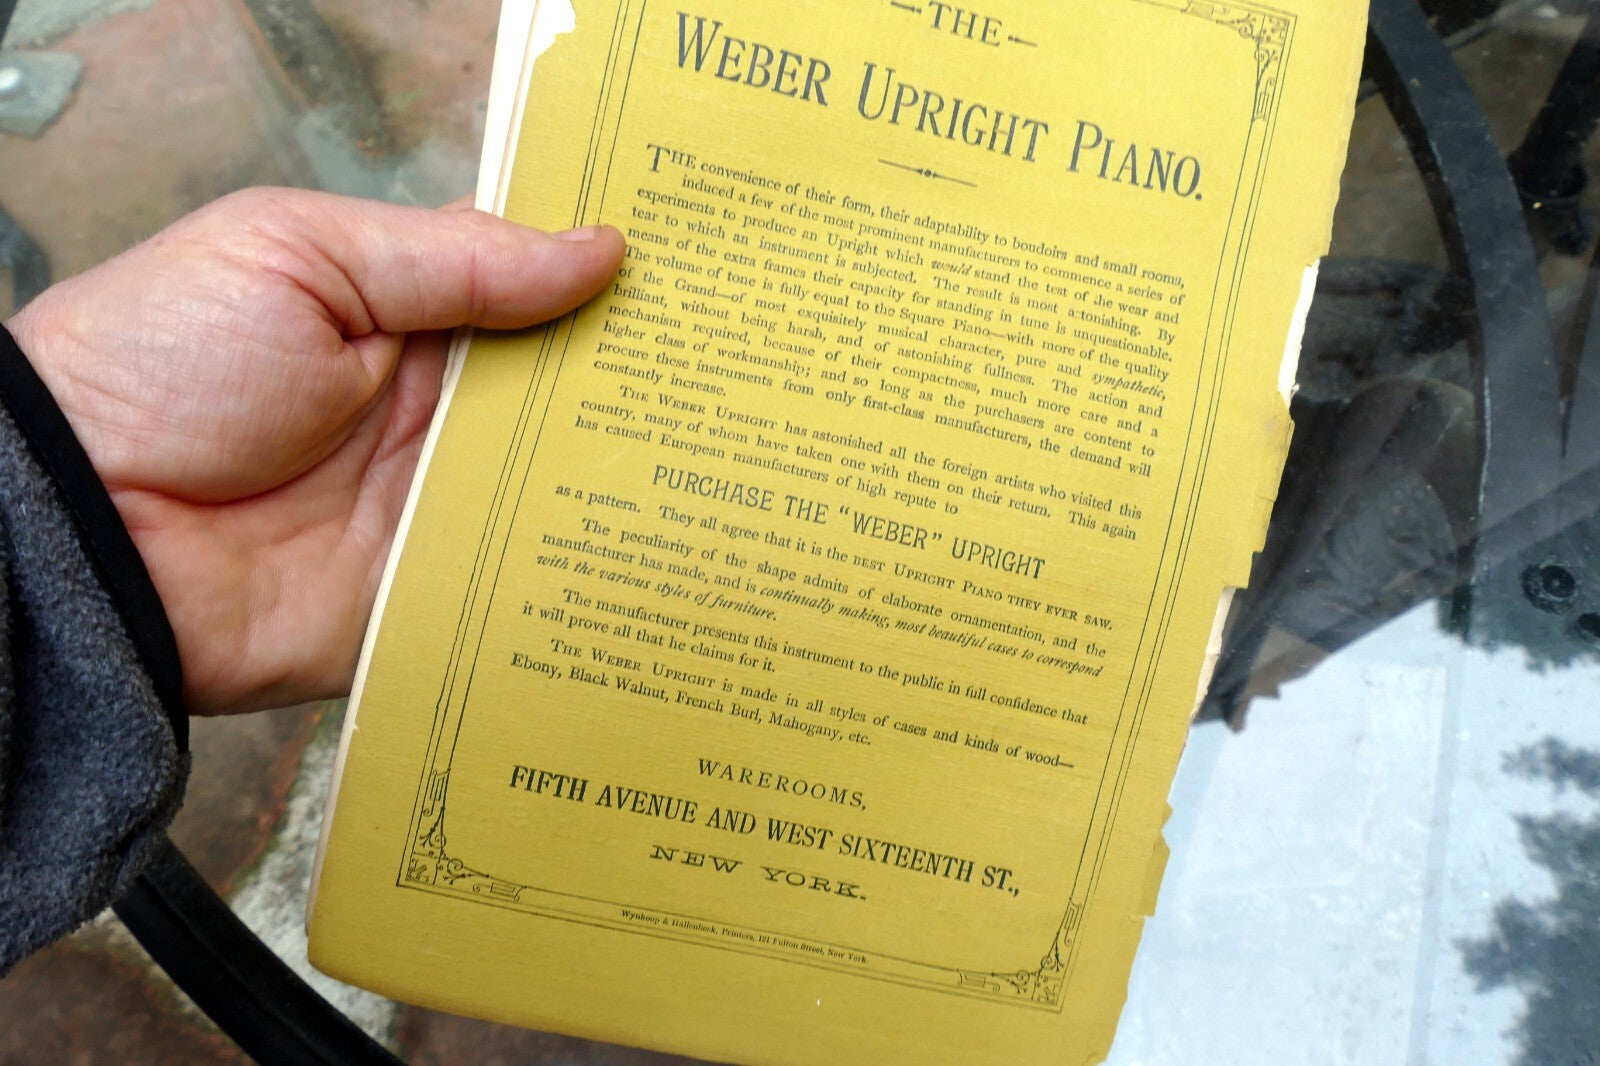 THE
WEBER UPRIGHT PIANO.
THE convenience of their form, their adaptability to boudoirs and small rooms,
induced a few of the most prominent manufacturers to commence a series of
experiments to produce an Upright which would stand the test of the wear and
tear to which an instrument is subjected. The result is most astonishing. By
means of the extra frames their capacity for standing in tune is unquestionable.
The volume of tone is fully equal to the Square Piano—with more of the quality
of the Grand—of most exquisitely musical character, pure and sympathetic,
brilliant, without being harsh, and of astonishing fullness. The action and
mechanism required, because of their compactness, much more care and a
higher class of workmanship; and so long as the purchasers are content to
procure these instruments from only first-class manufacturers, the demand will
constantly increase.
THE WEBER UPRIGHT has astonished all the foreign artists who visited this
country, many of whom have taken one with them on their return. This again
has caused European manufacturers of high repute to
PURCHASE THE "WEBER" UPRIGHT
as a pattern. They all agree that it is the BEST UPRIGHT PIANO THEY EVER SAW.
The peculiarity of the shape admits of elaborate ornamentation, and the
manufacturer has made, and is continually making, most beautiful cases to correspond
with the various styles of furniture.
The manufacturer presents this instrument to the public in full confidence that
it will prove all that he claims for it.
THE WEBER UPRIGHT is made in all styles of cases and kinds of wood—
Ebony, Black Walnut, French Burl, Mahogany, etc.
WAREROOMS,
FIFTH AVENUE AND WEST SIXTEENTH ST.,
NEW YORK.
Wynkoop & Hallenbeck, Printers, 121 Fulton Street, New York.